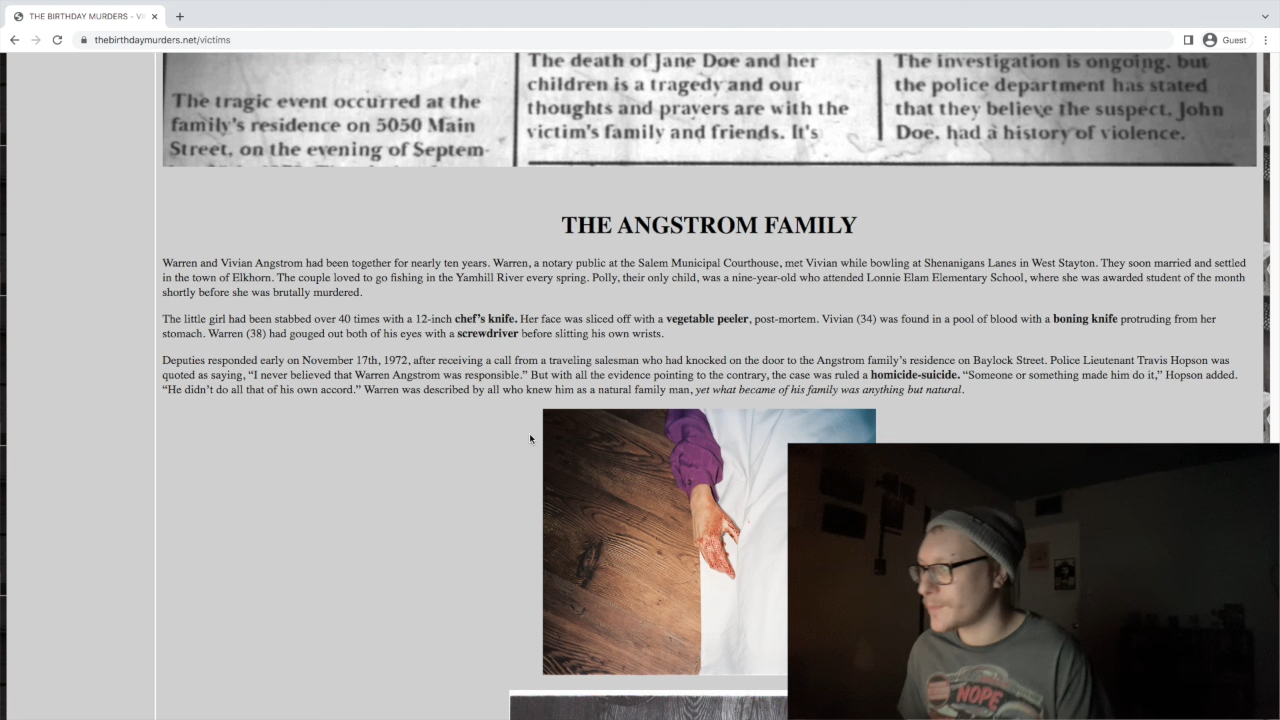 THE BIRTHDAY MURDERS - VI
thebirthdaymurders.net/victims
Guest
The tragic event occurred at the
family's residence on 5050 Main
Street, on the evening of Septem-
The death of Jane Doe and her
children is a tragedy and our
thoughts and prayers are with the
victim's family and friends. It's
The investigation is ongoing, but
the police department has stated
that they believe the suspect, John
Doe, had a history of violence.
THE ANGSTROM FAMILY
Warren and Vivian Angstrom had been together for nearly ten years. Warren, a notary public at the Salem Municipal Courthouse, met Vivian while bowling at Shenanigans Lanes in West Stayton. They soon married and settled
in the town of Elkhorn. The couple loved to go fishing in the Yamhill River every spring. Polly, their only child, was a nine-year-old who attended Lonnie Elam Elementary School, where she was awarded student of the month
shortly before she was brutally murdered.
The little girl had been stabbed over 40 times with a 12-inch chef's knife. Her face was sliced off with a vegetable peeler, post-mortem. Vivian (34) was found in a pool of blood with a boning knife protruding from her
stomach. Warren (38) had gouged out both of his eyes with a screwdriver before slitting his own wrists.
Deputies responded early on November 17th, 1972, after receiving a call from a traveling salesman who had knocked on the door to the Angstrom family's residence on Baylock Street. Police Lieutenant Travis Hopson was
quoted as saying, “I never believed that Warren Angstrom was responsible.” But with all the evidence pointing to the contrary, the case was ruled a homicide-suicide. “Someone or something made him do it,” Hopson added.
“He didn't do all that of his own accord.” Warren was described by all who knew him as a natural family man, yet what became of his family was anything but natural.
NOPE